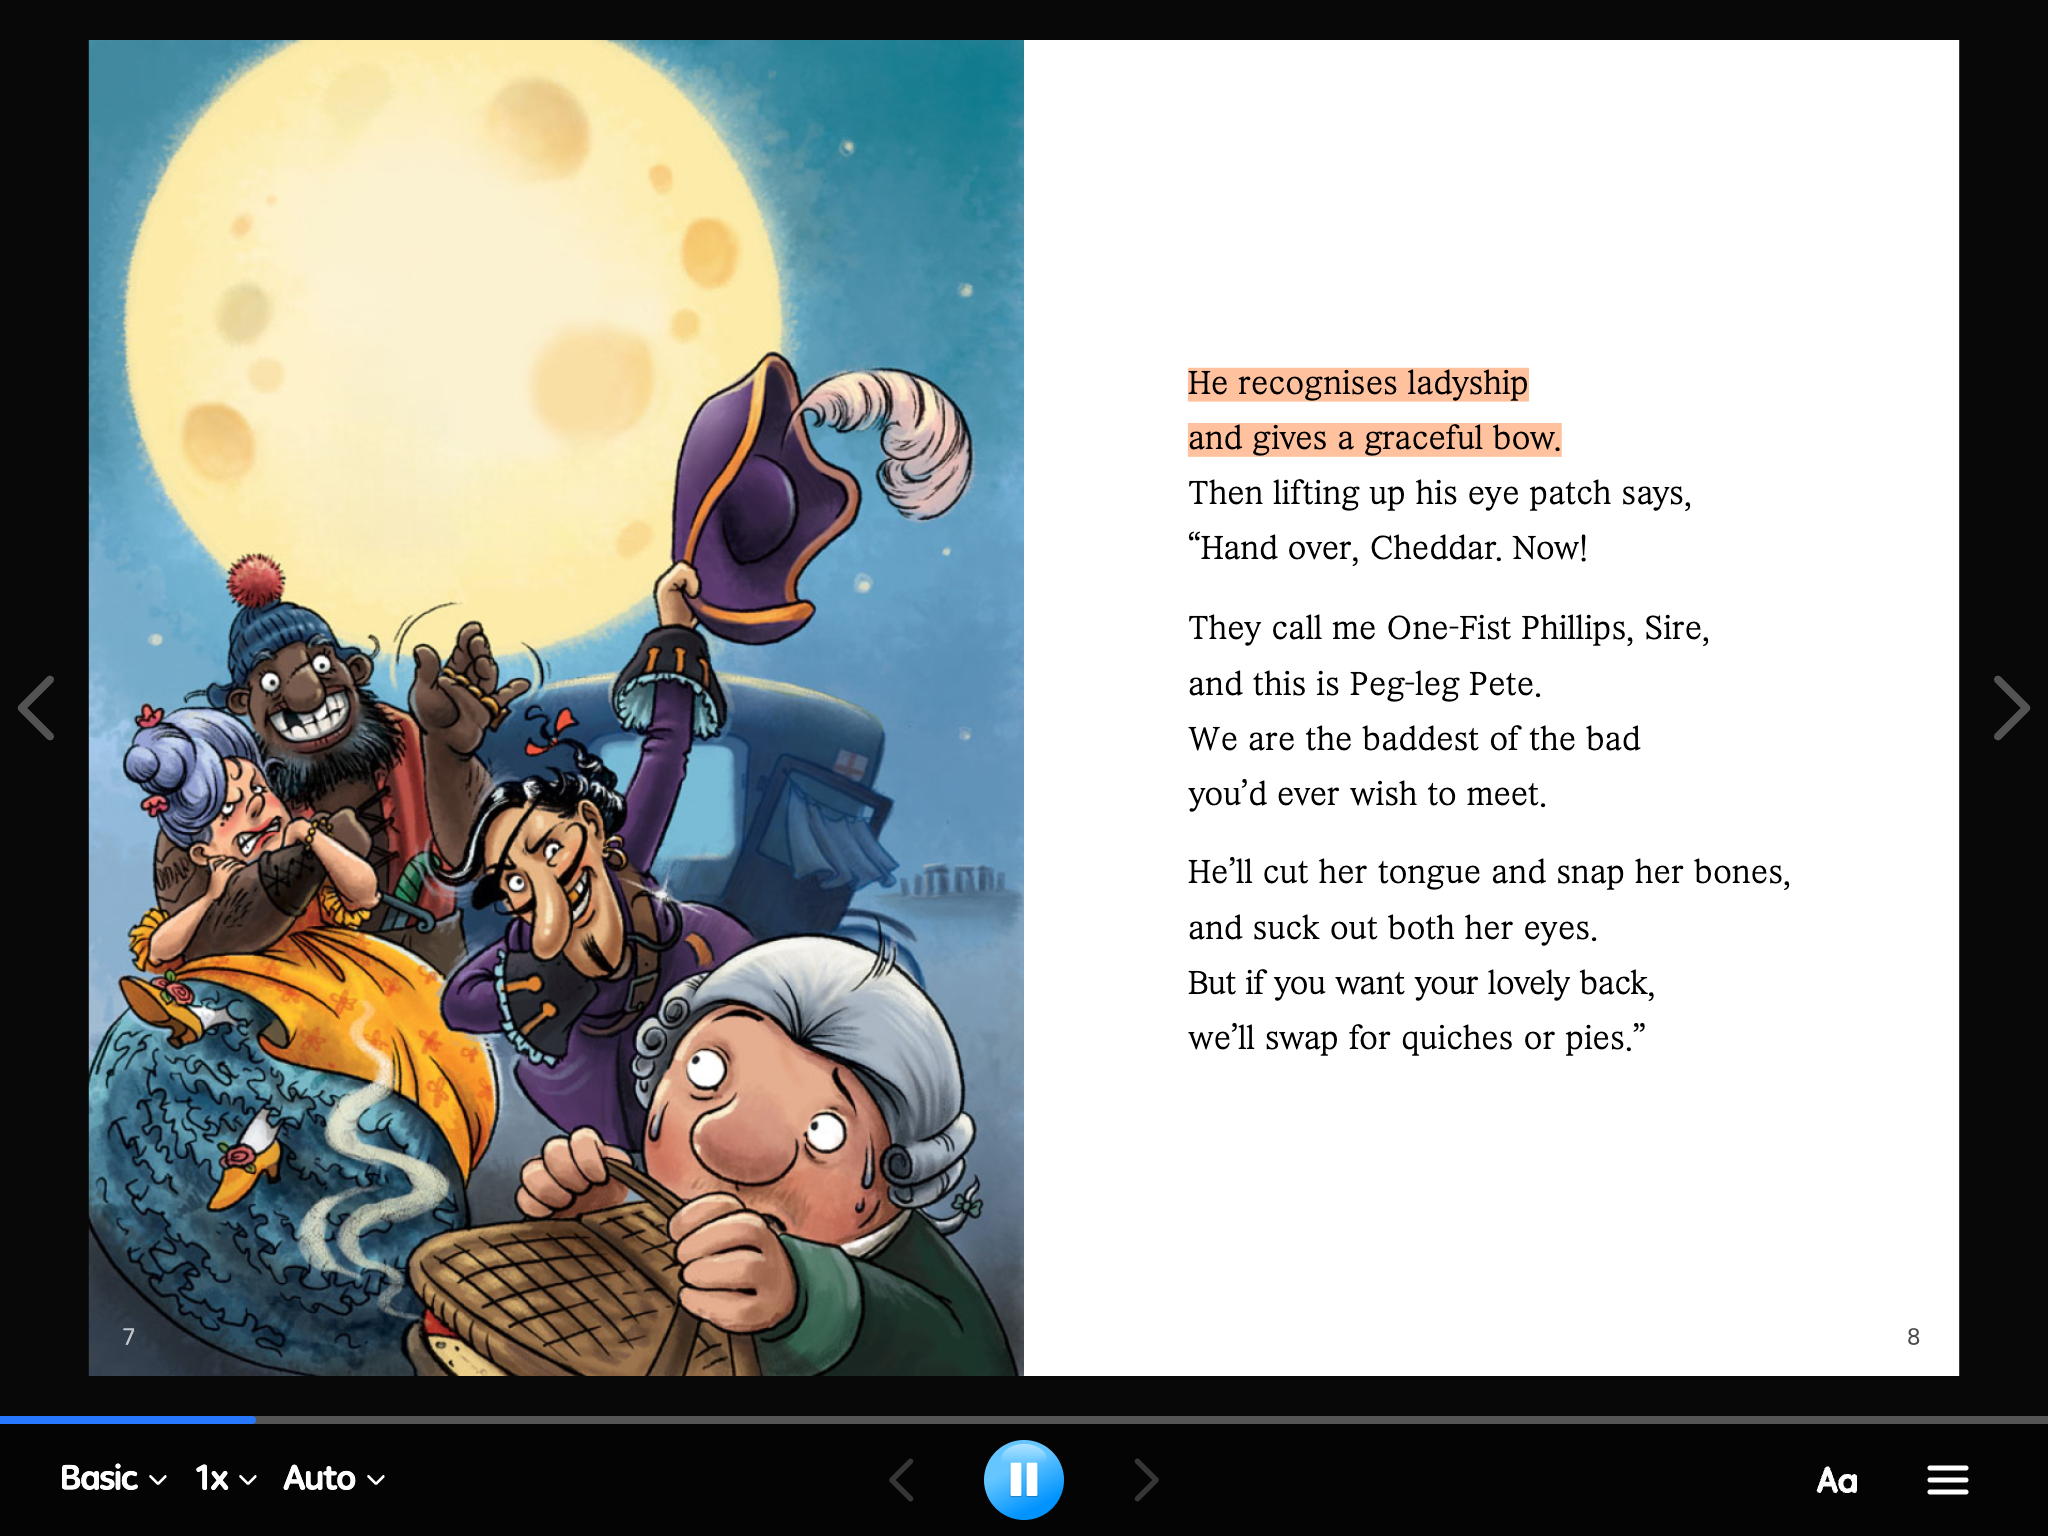 He recognises ladyship
and gives a graceful bow.
Then lifting up his eye patch says,
“Hand over, Cheddar. Now!
They call me One-Fist Phillips, Sire,
and this is Peg-leg Pete.
We are the baddest of the bad
you’d ever wish to meet.
He’ll cut her tongue and snap her bones,
and suck out both her eyes.
But if you want your lovely back,
we’ll swap for quiches or pies.”
7
8
Basic
1x
Auto
Aa